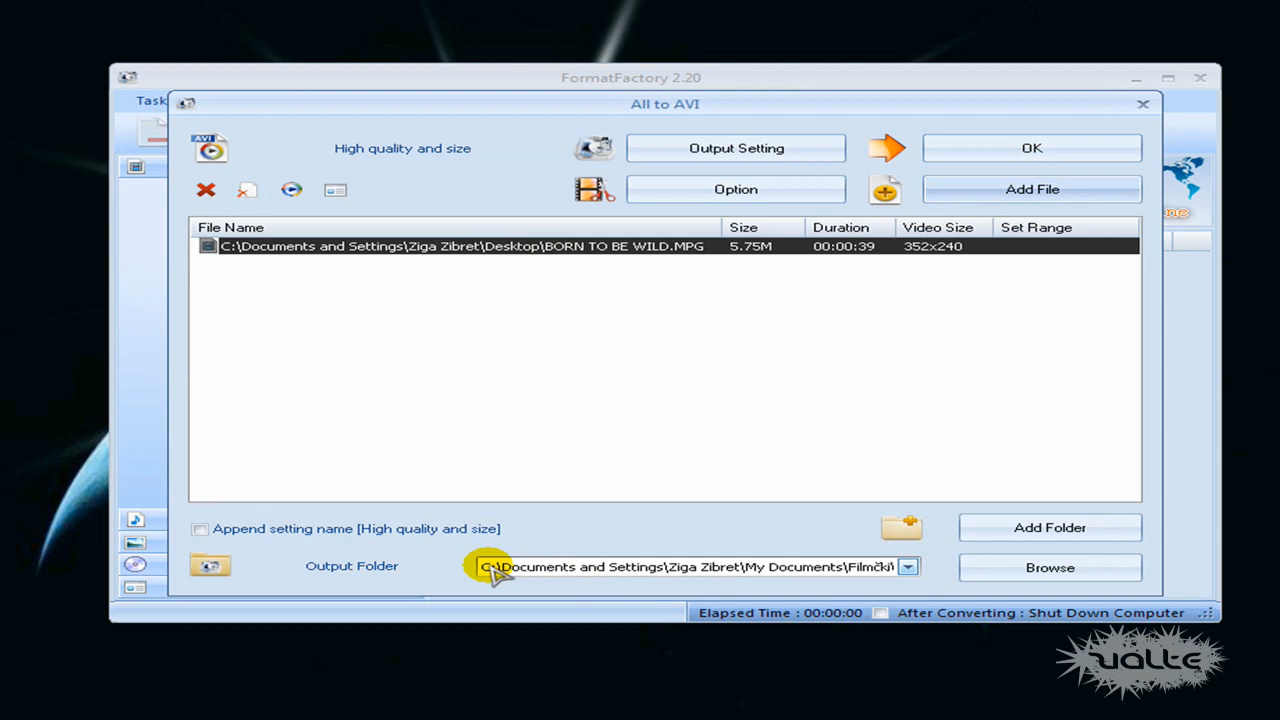 FormatFactory 2.20
Task
All to AVI
AVI
High quality and size
Output Setting
OK
Option
Add File
File Name Size Duration Video Size Set Range
C:\Documents and Settings\Ziga Zibret\Desktop\BORN TO BE WILD.MPG 5.75M 00:00:39 352x240
Append setting name [High quality and size]
Add Folder
Output Folder
C:\Documents and Settings\Ziga Zibret\My Documents\Filmčki\
Browse
Elapsed Time : 00:00:00
After Converting : Shut Down Computer